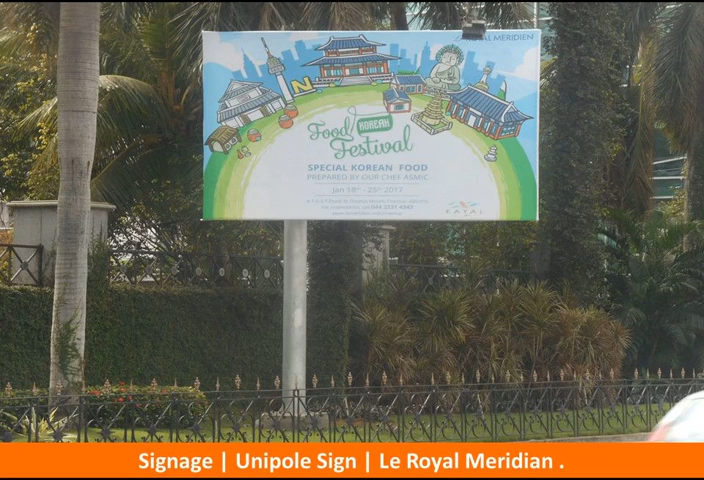 MERIDIEN
Food KOREAN
Festival
SPECIAL KOREAN FOOD
PREPARED BY OUR CHEF ASMIC
Jan 18th - 25th 2017
KAYAL
Signage | Unipole Sign | Le Royal Meridian .